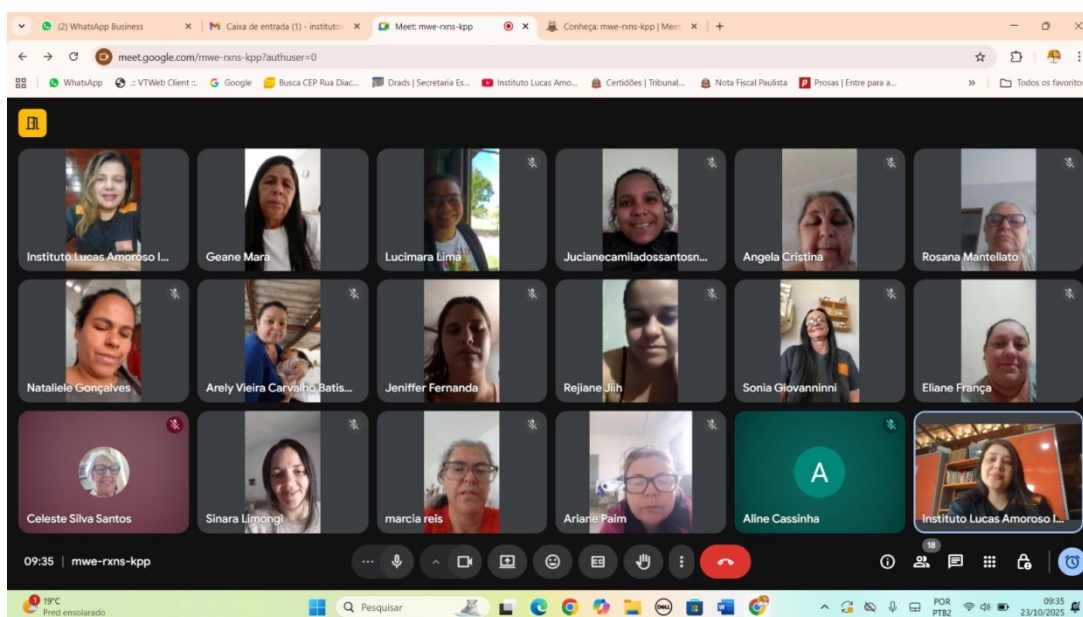 (2) WhatsApp Business
Caixa de entrada (1) - instituto
Meet: mwe-rxns-kpp
Conheça: mwe-rxns-kpp | Meet
meet.google.com/mwe-rxns-kpp?authuser=0
WhatsApp
.:: VTWeb Client ::.
Google
Busca CEP Rua Diac...
Drads | Secretaria Es...
Instituto Lucas Amo...
Certidões | Tribunal...
Nota Fiscal Paulista
Prosas | Entre para a...
Todos os favoritos
Instituto Lucas Amoroso I...
Geane Mara
Lucimara Lima
Jucianecamiladossantosn...
Angela Cristina
Rosana Mantellato
Nataliele Gonçalves
Arely Vieira Carvalho Batis...
Jeniffer Fernanda
Rejiane Jiih
Sonia Giovanninni
Eliane França
Celeste Silva Santos
Sinara Limongi
marcia reis
Ariane Paim
A
Aline Cassinha
Instituto Lucas Amoroso I...
09:35 | mwe-rxns-kpp
18
1
19°C
Pred ensolarado
Pesquisar
POR
PTB2
09:35
23/10/2025